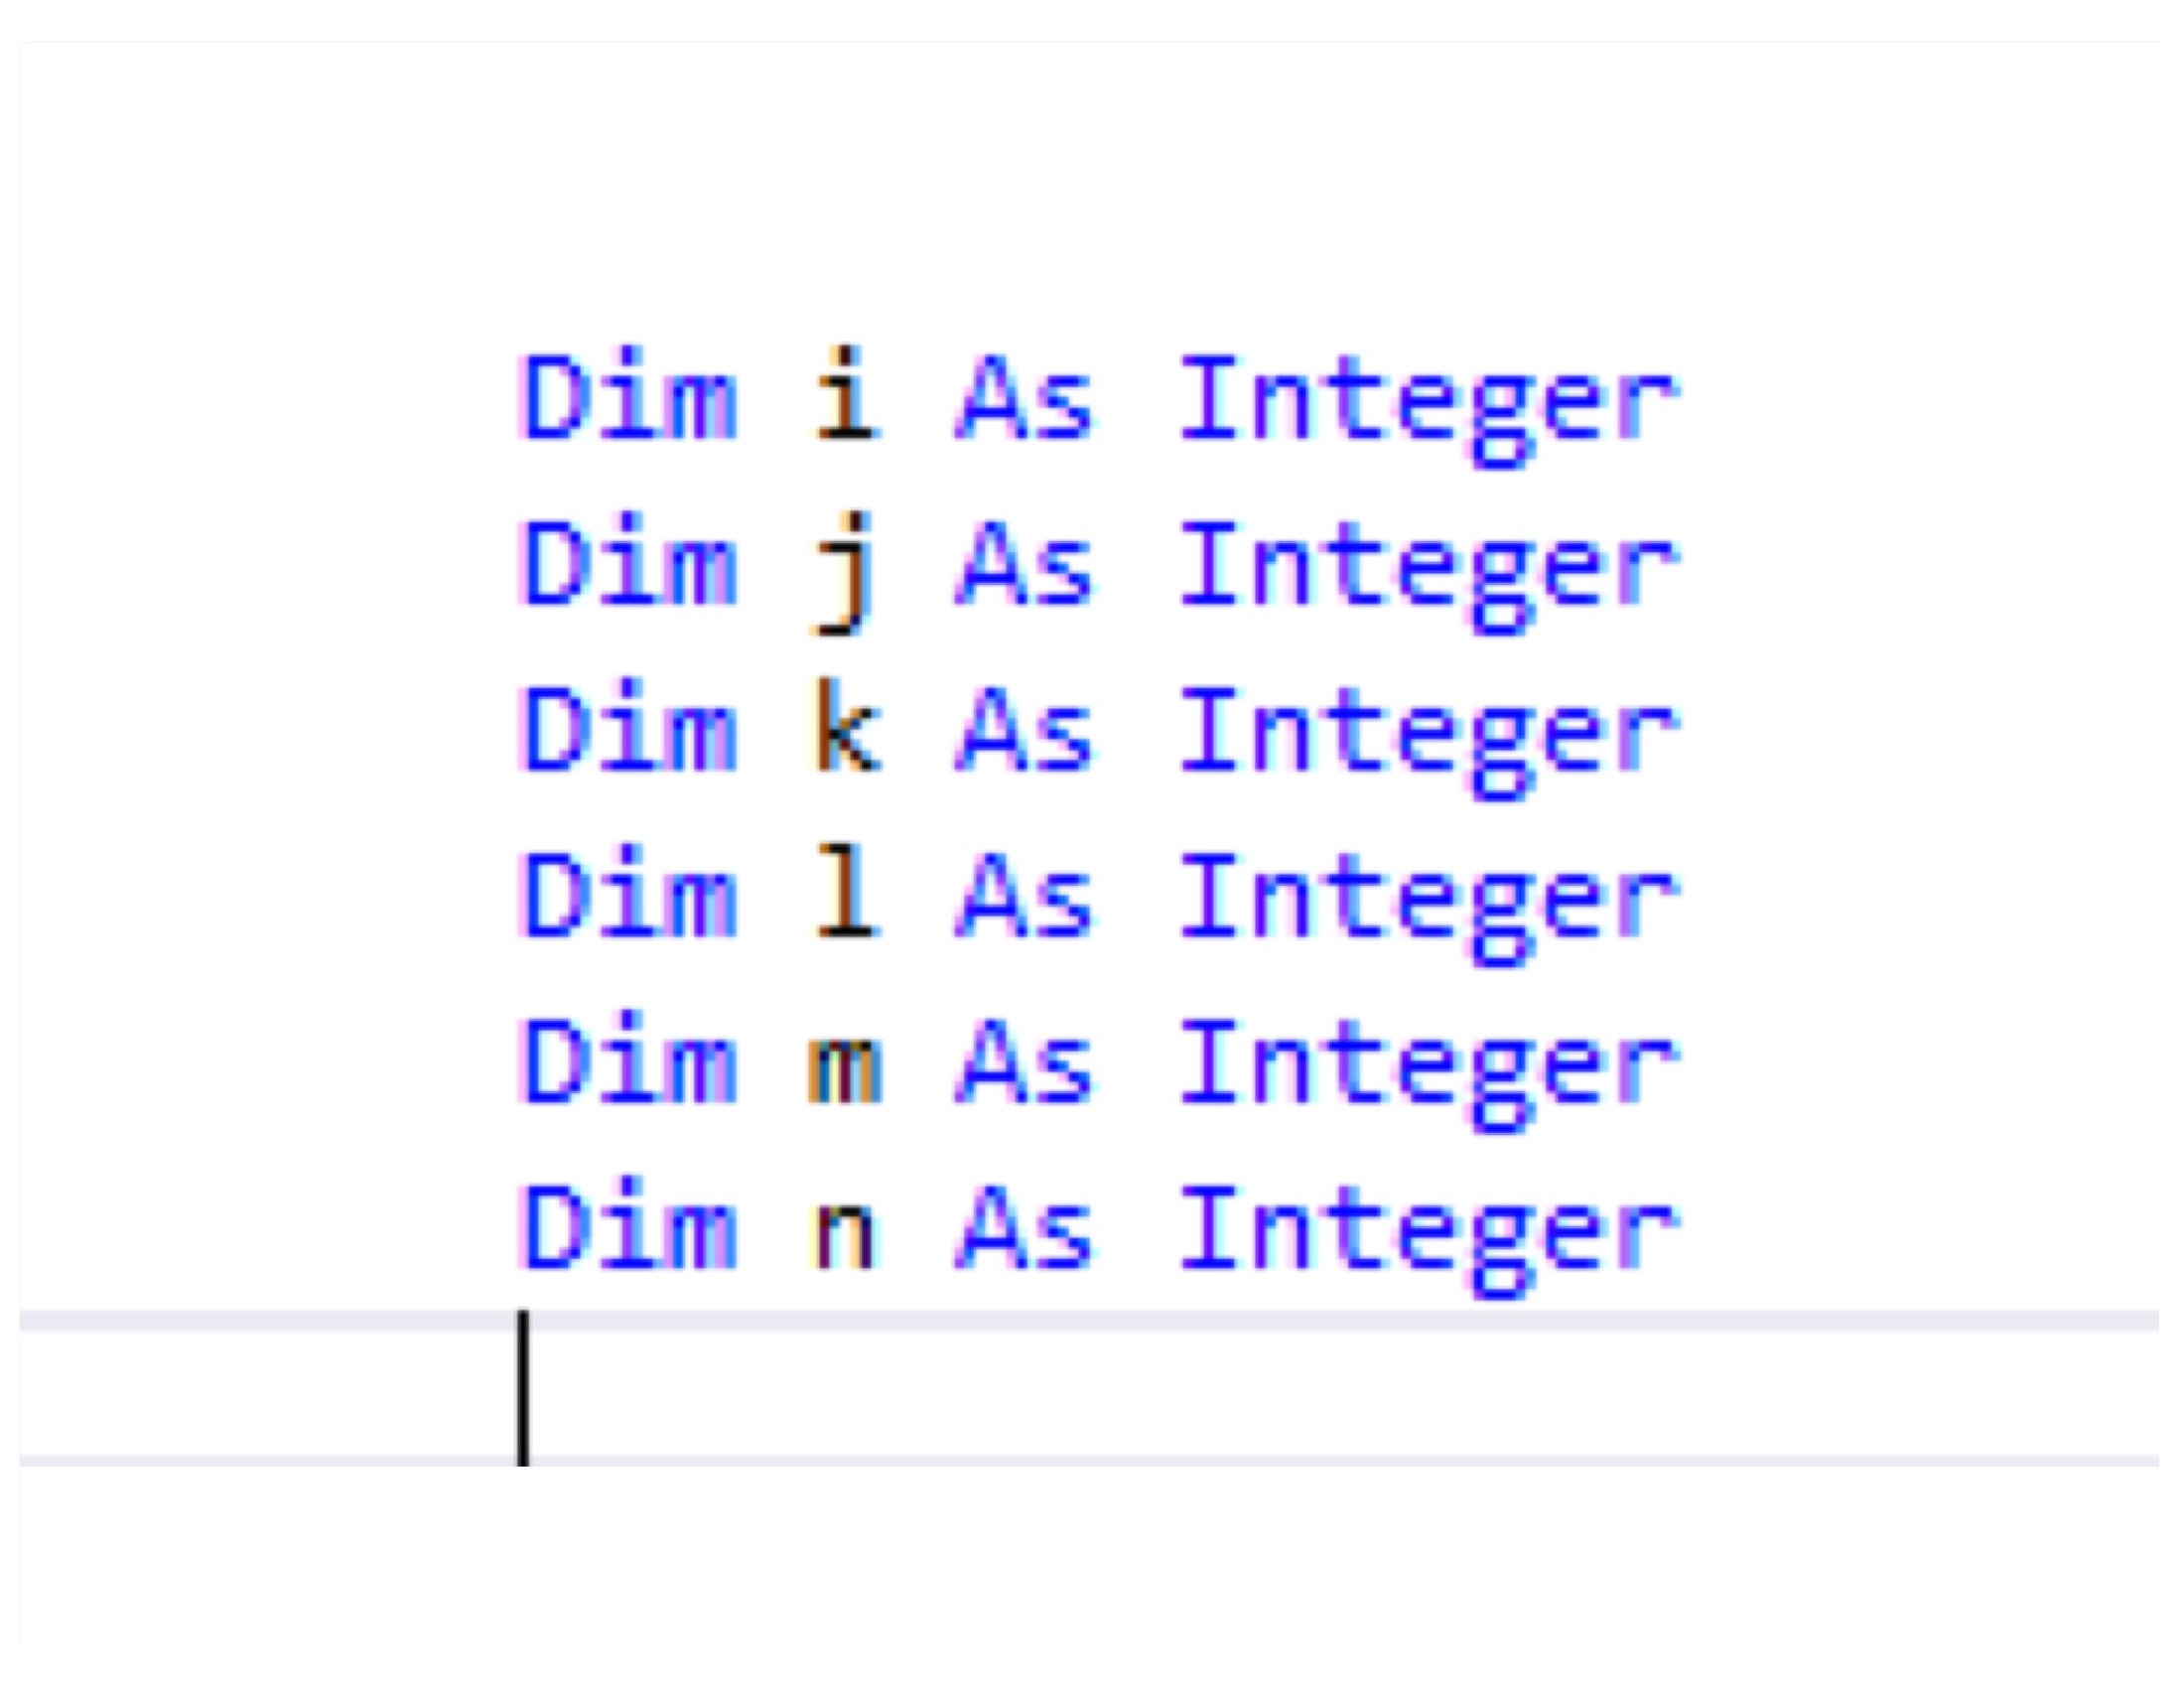 Dim i As Integer
Dim j As Integer
Dim k As Integer
Dim l As Integer
Dim m As Integer
Dim n As Integer